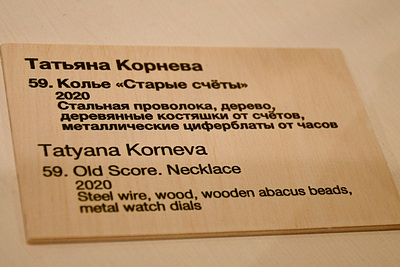 Татьяна Корнева
59. Колье «Старые счёты»
2020
Стальная проволока, дерево,
деревянные костяшки от счётов,
металлические циферблаты от часов
Tatyana Korneva
59. Old Score. Necklace
2020
Steel wire, wood, wooden abacus beads,
metal watch dials